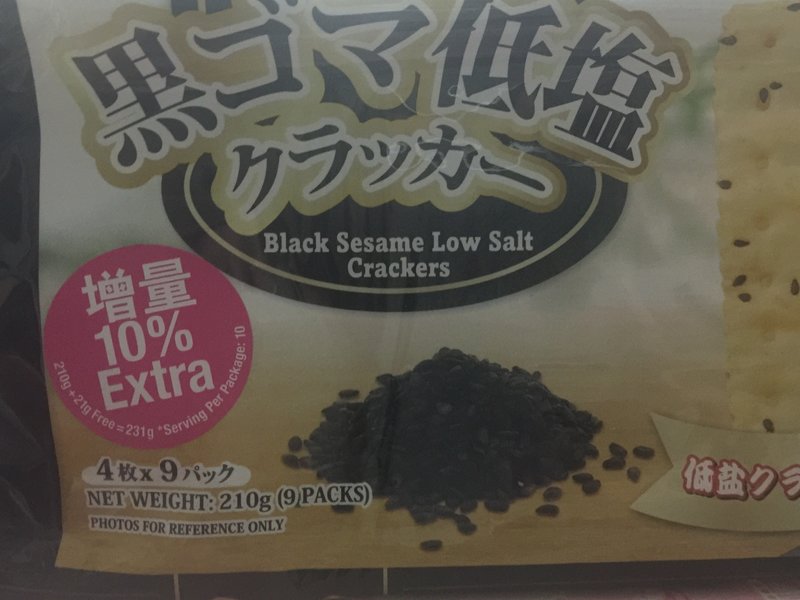 黒ゴマ低塩
クラッカー
Black Sesame Low Salt
Crackers
増量
10%
Extra
210g+21g Free=231g *Serving Per Package: 10
4枚x9パック
NET WEIGHT: 210g (9 PACKS)
PHOTOS FOR REFERENCE ONLY
低盐クラ